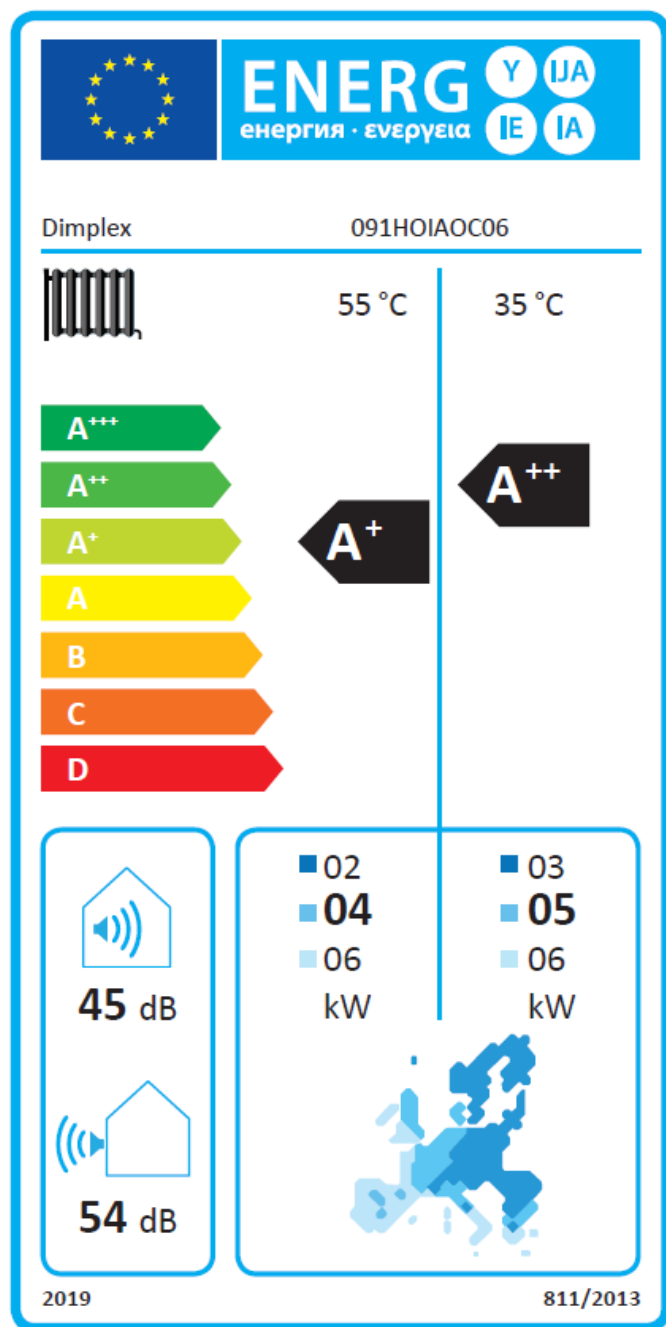 ENERG Y IJA
енергия · ενεργεια IE IA
Dimplex 091HOIAOC06
55 °C 35 °C
A+++
A++ A++
A+ A+
A
B
C
D
02 03
04 05
06 06
kW kW
45 dB
54 dB
2019 811/2013